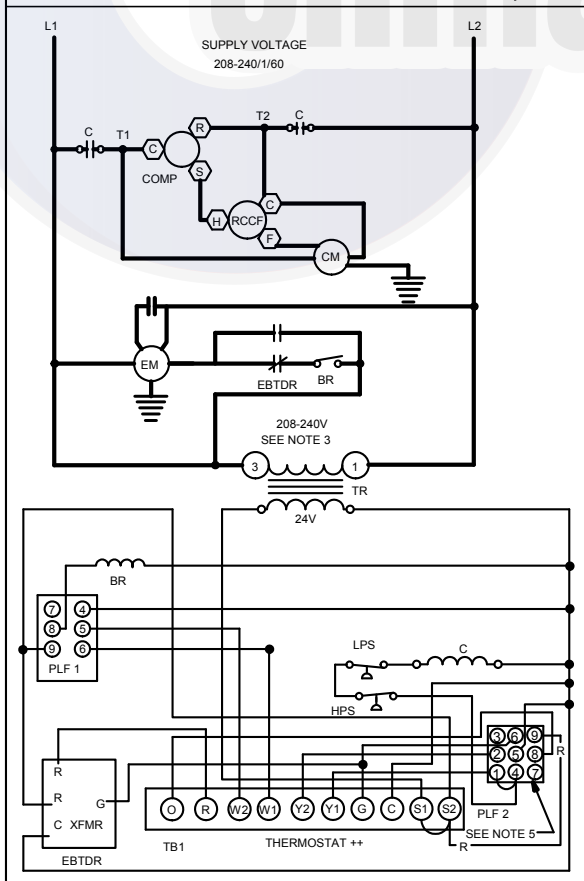 L1
L2
SUPPLY VOLTAGE
208-240/1/60
C
T1
T2
C
C
R
S
COMP
H
RCCF
C
F
CM
EM
EBTDR
BR
208-240V
SEE NOTE 3
3
1
TR
24V
BR
7 4
8 5
9 6
PLF 1
LPS
C
HPS
3 6 9
2 5 8
1 4 7
R
PLF 2
SEE NOTE 5
R
R
C XFMR
G
EBTDR
O R W2 W1 Y2 Y1 G C S1 S2
TB1
THERMOSTAT ++
R